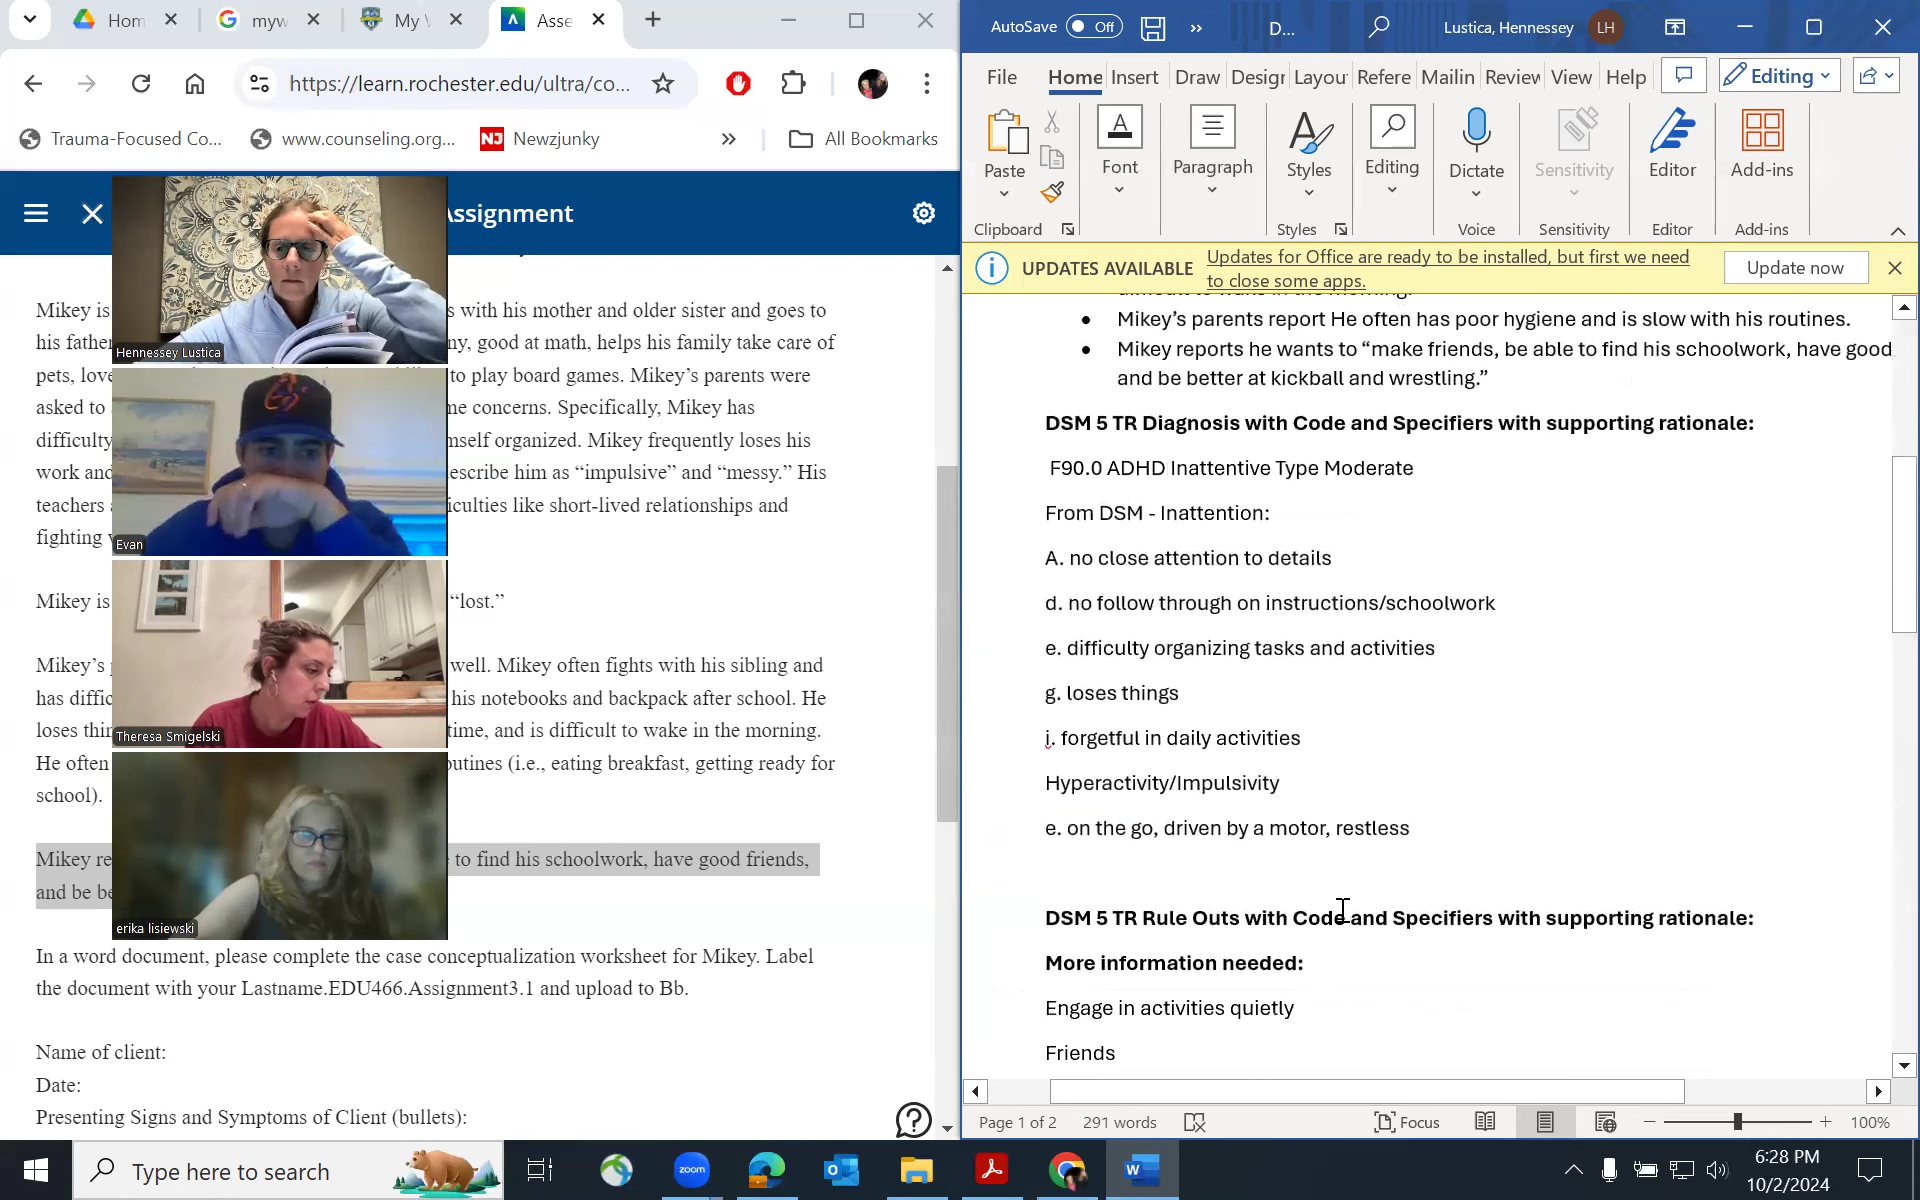 Hom
myw
My V
Asse
https://learn.rochester.edu/ultra/co...
Trauma-Focused Co...
www.counseling.org...
NJ
Newzjunky
»
All Bookmarks
Assignment
Mikey is
s with his mother and older sister and goes to
his father
ny, good at math, helps his family take care of
pets, love
to play board games. Mikey's parents were
asked to
me concerns. Specifically, Mikey has
difficulty
mself organized. Mikey frequently loses his
work and
escribe him as “impulsive” and “messy.” His
teachers
iculties like short-lived relationships and
fighting
Mikey is
“lost.”
Mikey's
well. Mikey often fights with his sibling and
has diffic
his notebooks and backpack after school. He
loses thin
time, and is difficult to wake in the morning.
He often
outines (i.e., eating breakfast, getting ready for
school).
Mikey re
to find his schoolwork, have good friends,
and be be
In a word document, please complete the case conceptualization worksheet for Mikey. Label
the document with your Lastname.EDU466.Assignment3.1 and upload to Bb.
Name of client:
Date:
Presenting Signs and Symptoms of Client (bullets):
Hennessey Lustica
Evan
Theresa Smigelski
erika lisiewski
AutoSave Off
»
D...
Lustica, Hennessey LH
File Home Insert Draw Design Layou Refere Mailin Review View Help Editing
Paste Font Paragraph Styles Editing Dictate Sensitivity Editor Add-ins
Clipboard Styles Voice Sensitivity Editor Add-ins
UPDATES AVAILABLE
Updates for Office are ready to be installed, but first we need
to close some apps.
Update now
difficult to wake in the morning.
• Mikey's parents report He often has poor hygiene and is slow with his routines.
• Mikey reports he wants to “make friends, be able to find his schoolwork, have good
and be better at kickball and wrestling.”
DSM 5 TR Diagnosis with Code and Specifiers with supporting rationale:
F90.0 ADHD Inattentive Type Moderate
From DSM - Inattention:
A. no close attention to details
d. no follow through on instructions/schoolwork
e. difficulty organizing tasks and activities
g. loses things
i. forgetful in daily activities
Hyperactivity/Impulsivity
e. on the go, driven by a motor, restless
DSM 5 TR Rule Outs with Code and Specifiers with supporting rationale:
More information needed:
Engage in activities quietly
Friends
Page 1 of 2 291 words Focus 100%
Type here to search
zoom
6:28 PM
10/2/2024